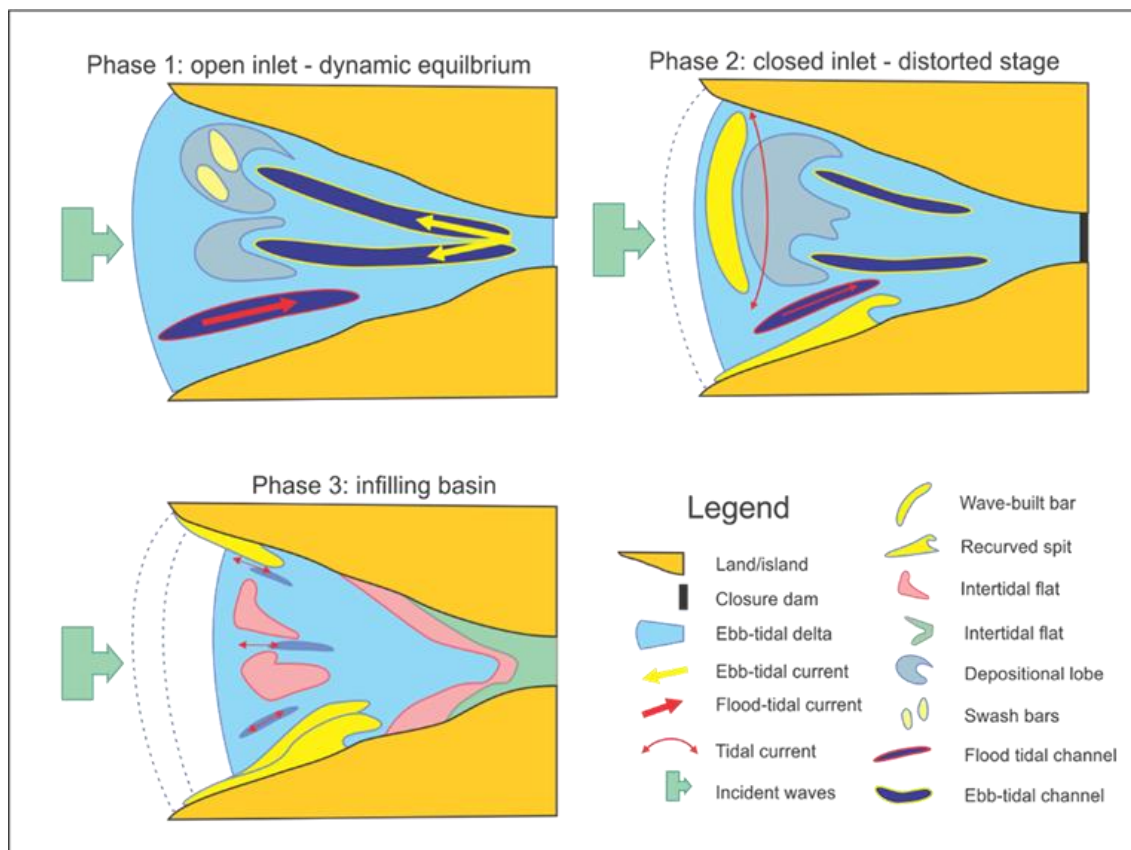 Phase 1: open inlet - dynamic equilbrium
Phase 2: closed inlet - distorted stage
Phase 3: infilling basin
Legend
Land/island
Closure dam
Ebb-tidal delta
Ebb-tidal current
Flood-tidal current
Tidal current
Incident waves
Wave-built bar
Recurved spit
Intertidal flat
Intertidal flat
Depositional lobe
Swash bars
Flood tidal channel
Ebb-tidal channel